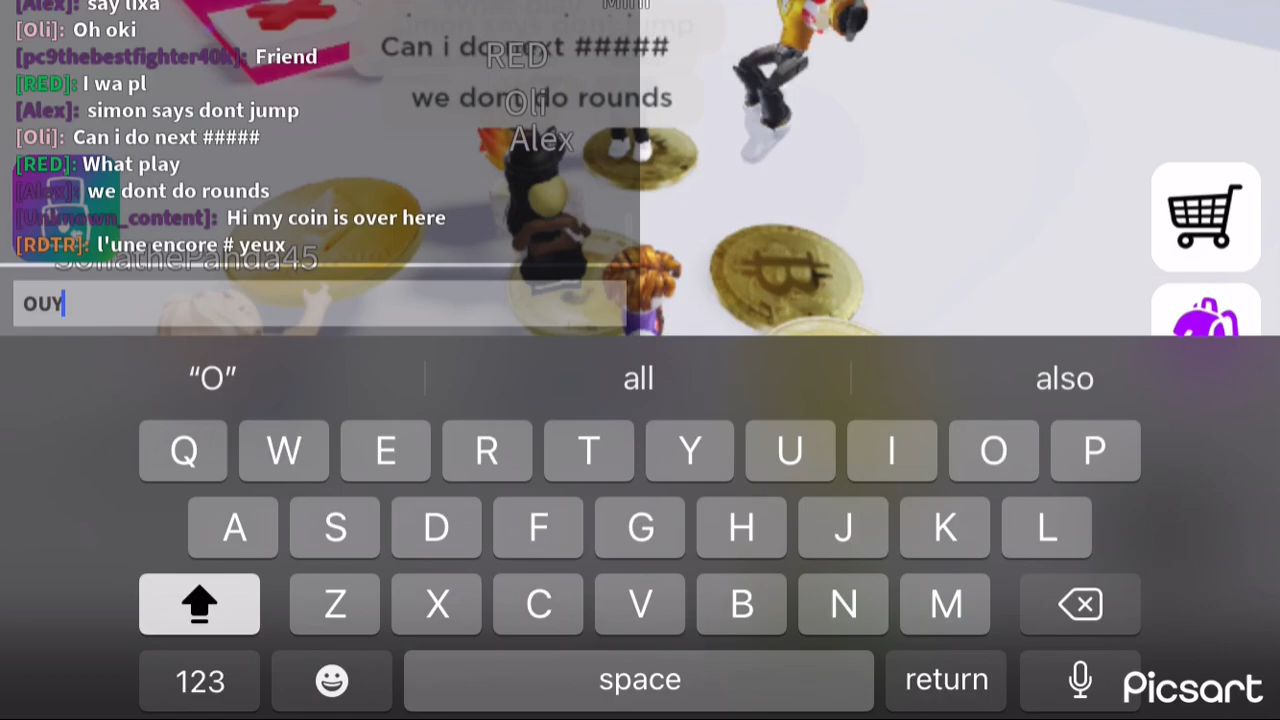 [Alex]: say lixa
[Oli]: Oh oki
[pc9thebestfighter40k]: Friend
[RED]: I wa pl
[Alex]: simon says dont jump
[Oli]: Can i do next #####
[RED]: What play
[Alex]: we dont do rounds
[Unknown_content]: Hi my coin is over here
[RDTR]: l'une encore # yeux
SofiathePanda45
Can i do next #####
we dont do rounds
RED
Oli
Alex
OUY
“O”
all
also
Q W E R T Y U I O P
A S D F G H J K L
Z X C V B N M
123
space
return
Picsart